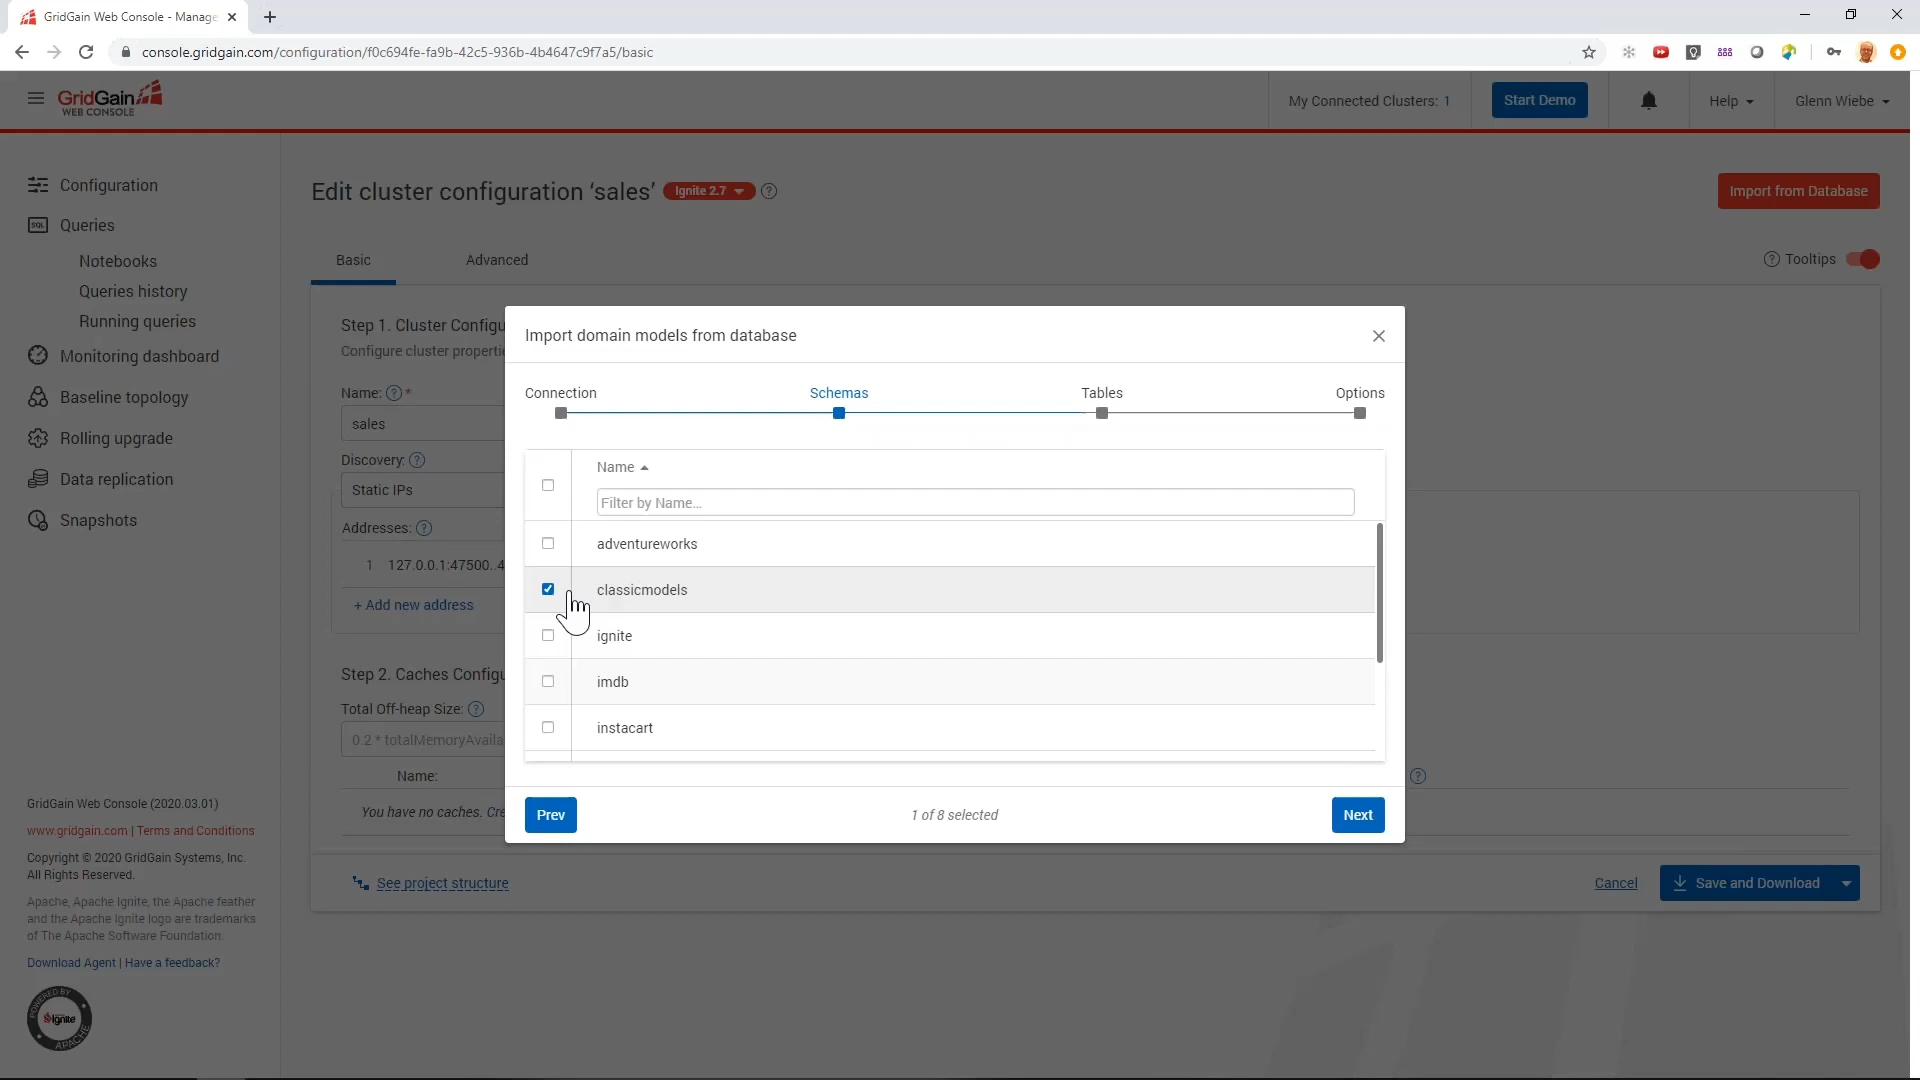 GridGain Web Console - Manage
console.gridgain.com/configuration/f0c694fe-fa9b-42c5-936b-4b4647c9f7a5/basic
GridGain
WEB CONSOLE
My Connected Clusters: 1
Start Demo
Help
Glenn Wiebe
Configuration
SQL
Queries
Notebooks
Queries history
Running queries
Monitoring dashboard
Baseline topology
Rolling upgrade
Data replication
Snapshots
Edit cluster configuration ‘sales’
Ignite 2.7
?
Import from Database
Basic
Advanced
? Tooltips
Step 1. Cluster Configu
Configure cluster propertie
Name: ? *
sales
Discovery: ?
Static IPs
Addresses: ?
1 127.0.0.1:47500..4
+ Add new address
Step 2. Caches Configu
Total Off-heap Size: ?
0.2 * totalMemoryAvaila
Name:
?
You have no caches. Cre
Import domain models from database
Connection
Schemas
Tables
Options
Name
Filter by Name...
adventureworks
classicmodels
ignite
imdb
instacart
Prev
1 of 8 selected
Next
See project structure
Cancel
Save and Download
GridGain Web Console (2020.03.01)
www.gridgain.com | Terms and Conditions
Copyright © 2020 GridGain Systems, Inc.
All Rights Reserved.
Apache, Apache Ignite, the Apache feather
and the Apache Ignite logo are trademarks
of The Apache Software Foundation.
Download Agent | Have a feedback?
POWERED BY
Ignite
APACHE